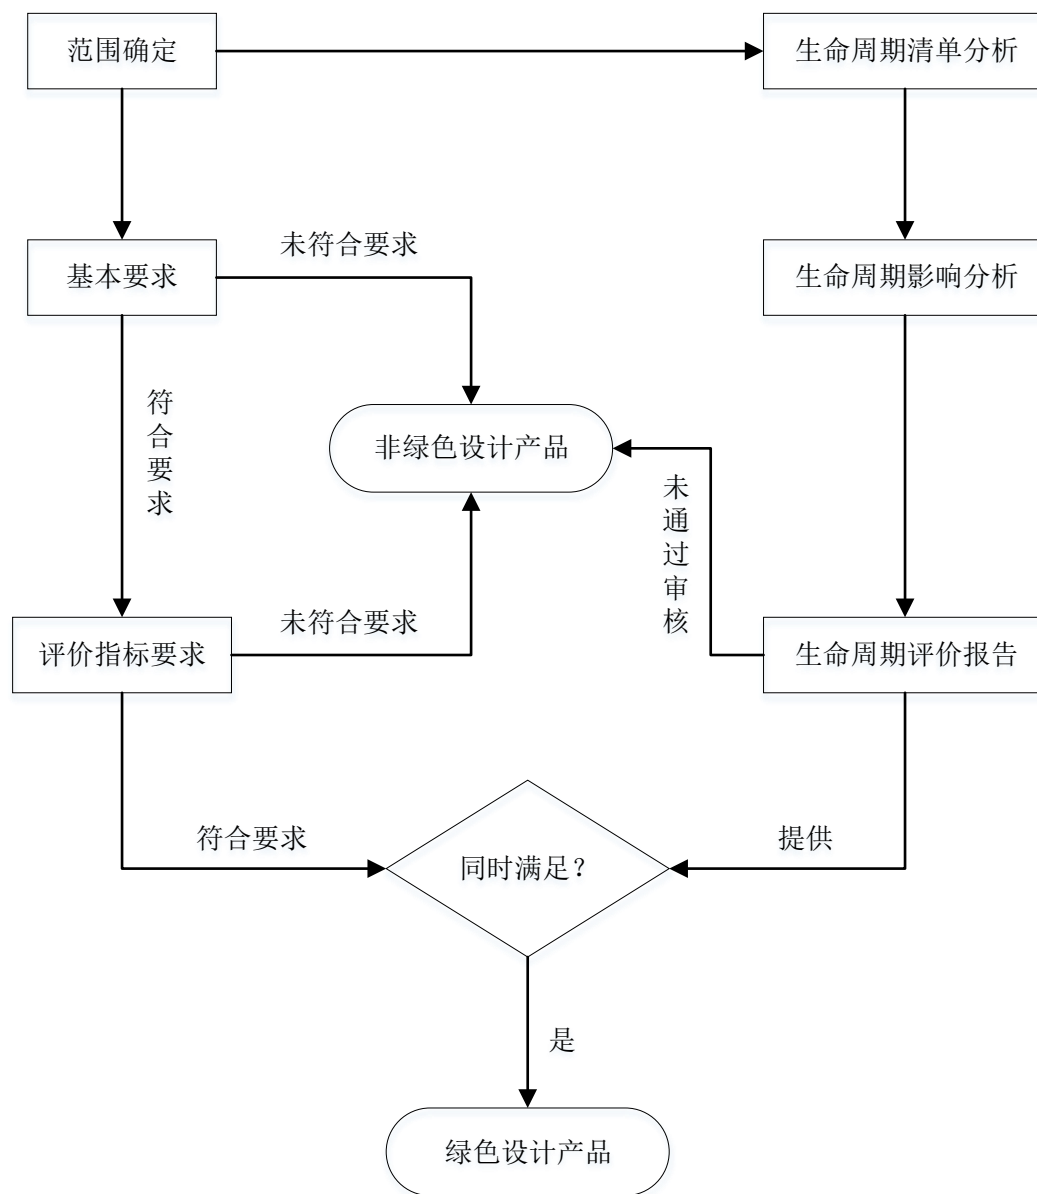 范围确定
生命周期清单分析
未符合要求
基本要求
生命周期影响分析
符合要求
非绿色设计产品
未通过审核
未符合要求
评价指标要求
生命周期评价报告
符合要求
提供
同时满足？
是
绿色设计产品